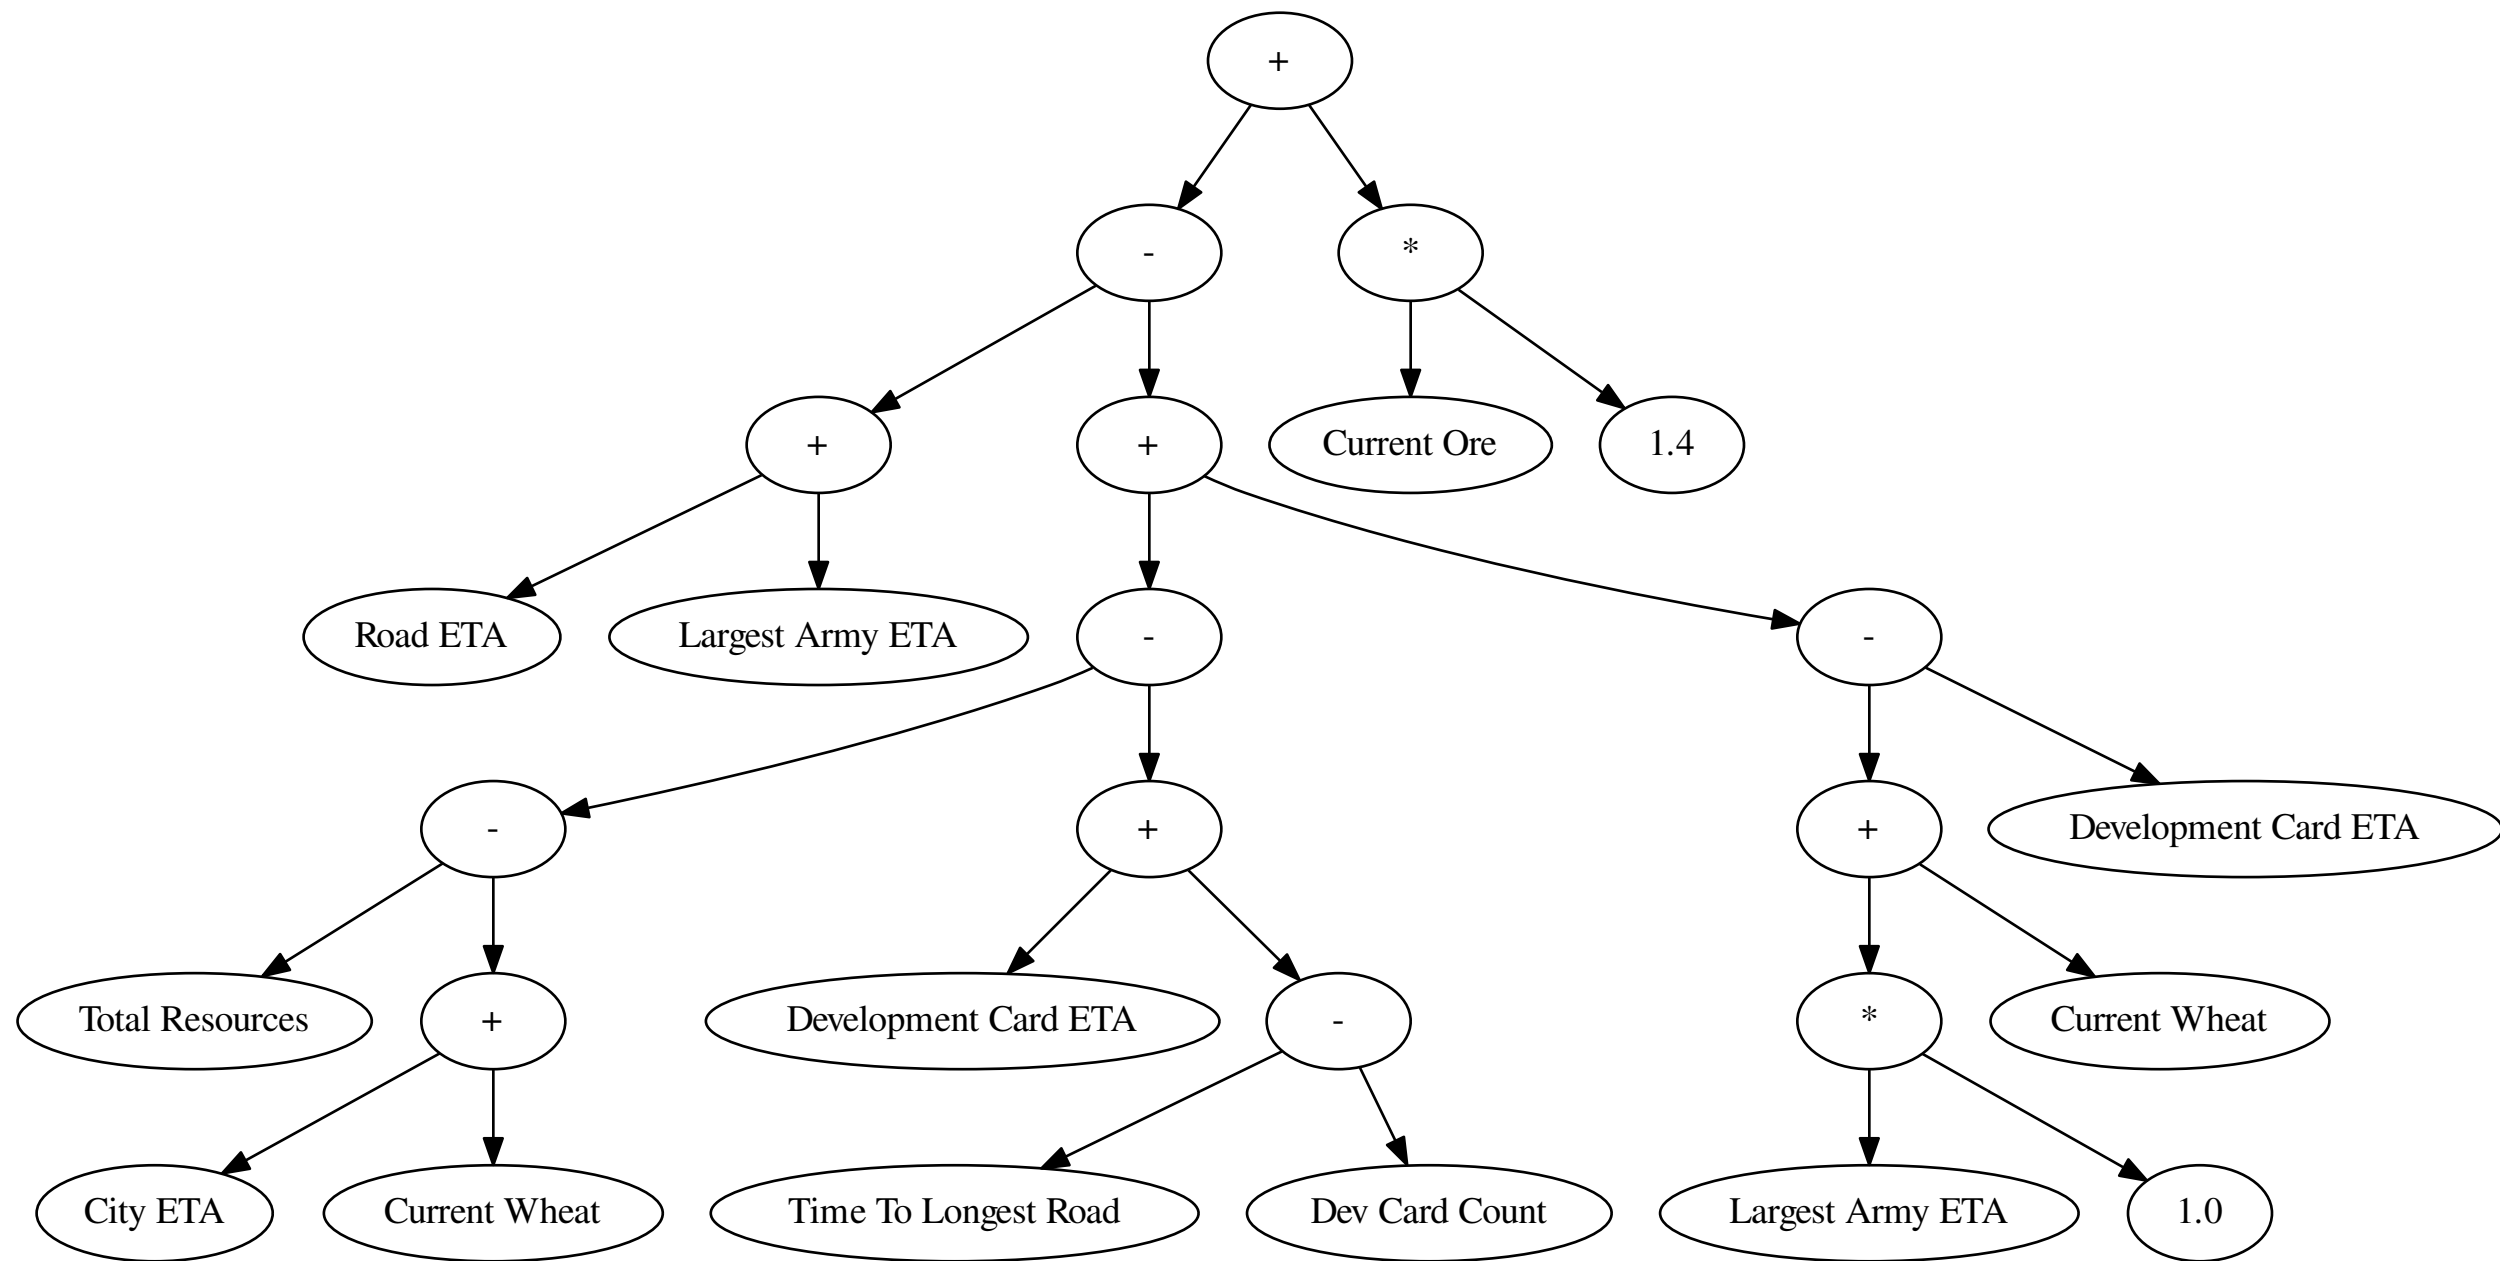 +
-
*
+
+
Current Ore
1.4
Road ETA
Largest Army ETA
-
-
-
+
+
Development Card ETA
Total Resources
+
Development Card ETA
-
*
Current Wheat
City ETA
Current Wheat
Time To Longest Road
Dev Card Count
Largest Army ETA
1.0